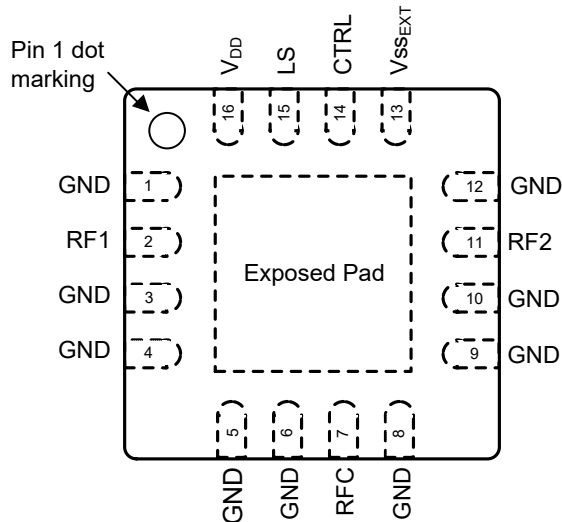 Pin 1 dot
marking
VDD
LS
CTRL
VssEXT
16
15
14
13
GND
1
12
GND
RF1
2
11
RF2
GND
3
10
GND
GND
4
9
GND
Exposed Pad
5
6
7
8
GND
GND
RFC
GND